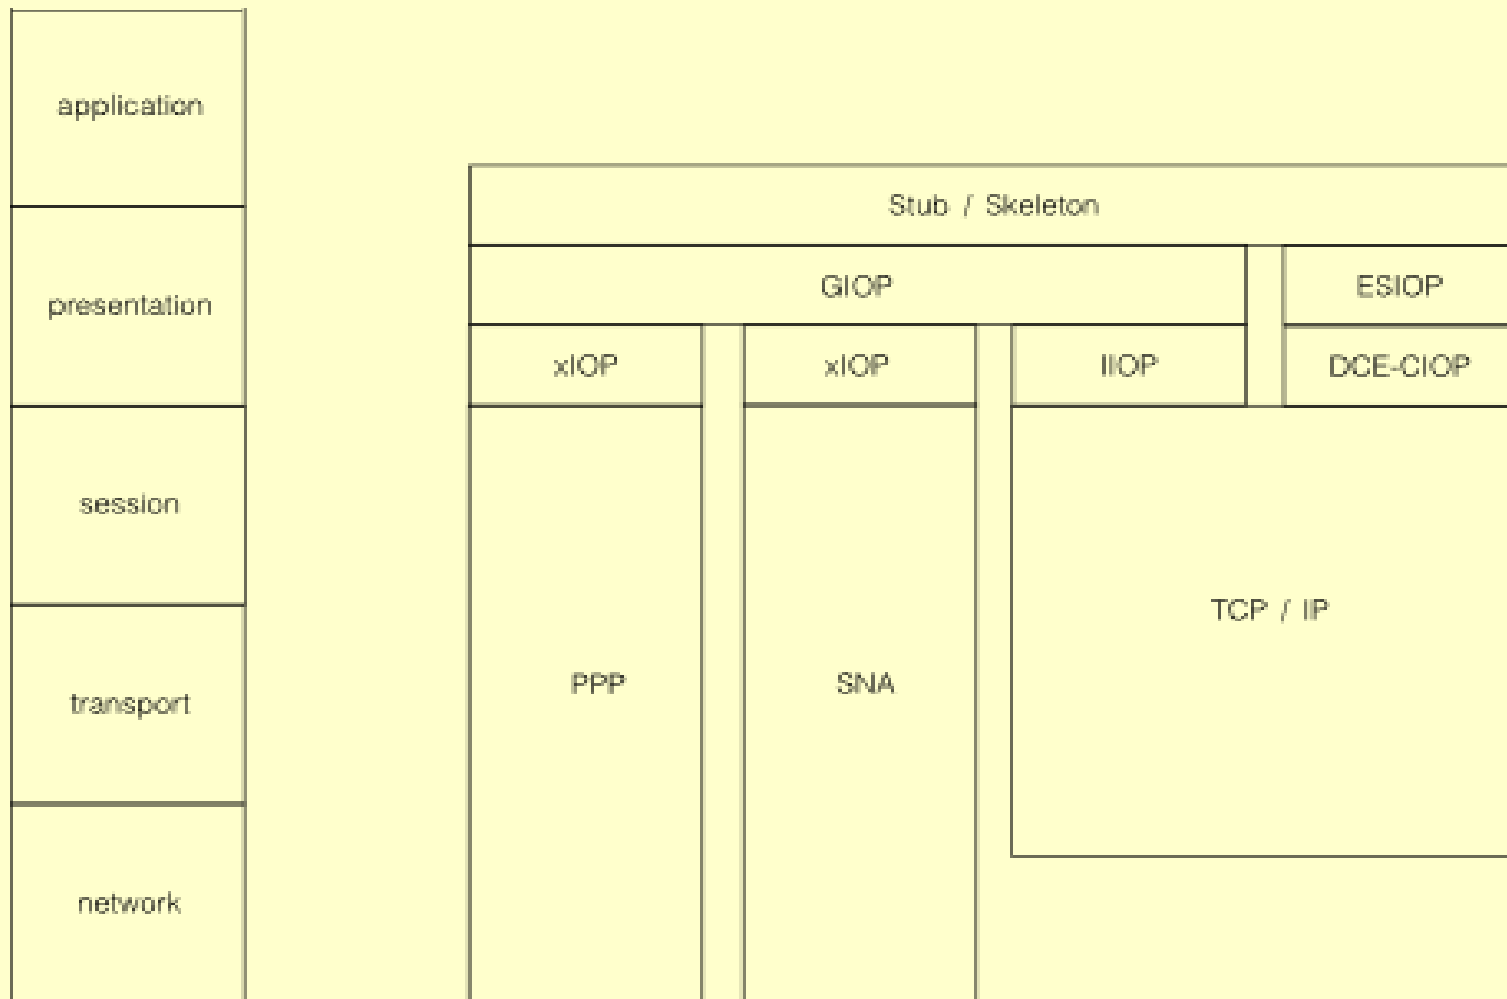 application
Stub / Skeleton
presentation
GIOP
ESIOP
xIOP
xIOP
IIOP
DCE-CIOP
session
TCP / IP
PPP
SNA
transport
network